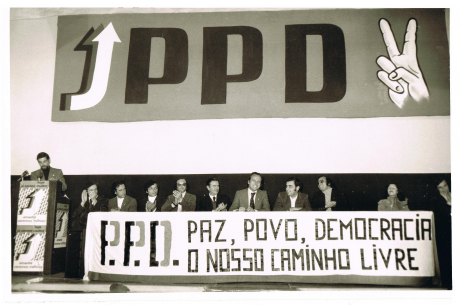 PPD
P.P.D. PAZ, POVO, DEMOCRACIA
O NOSSO CAMINHO LIVRE